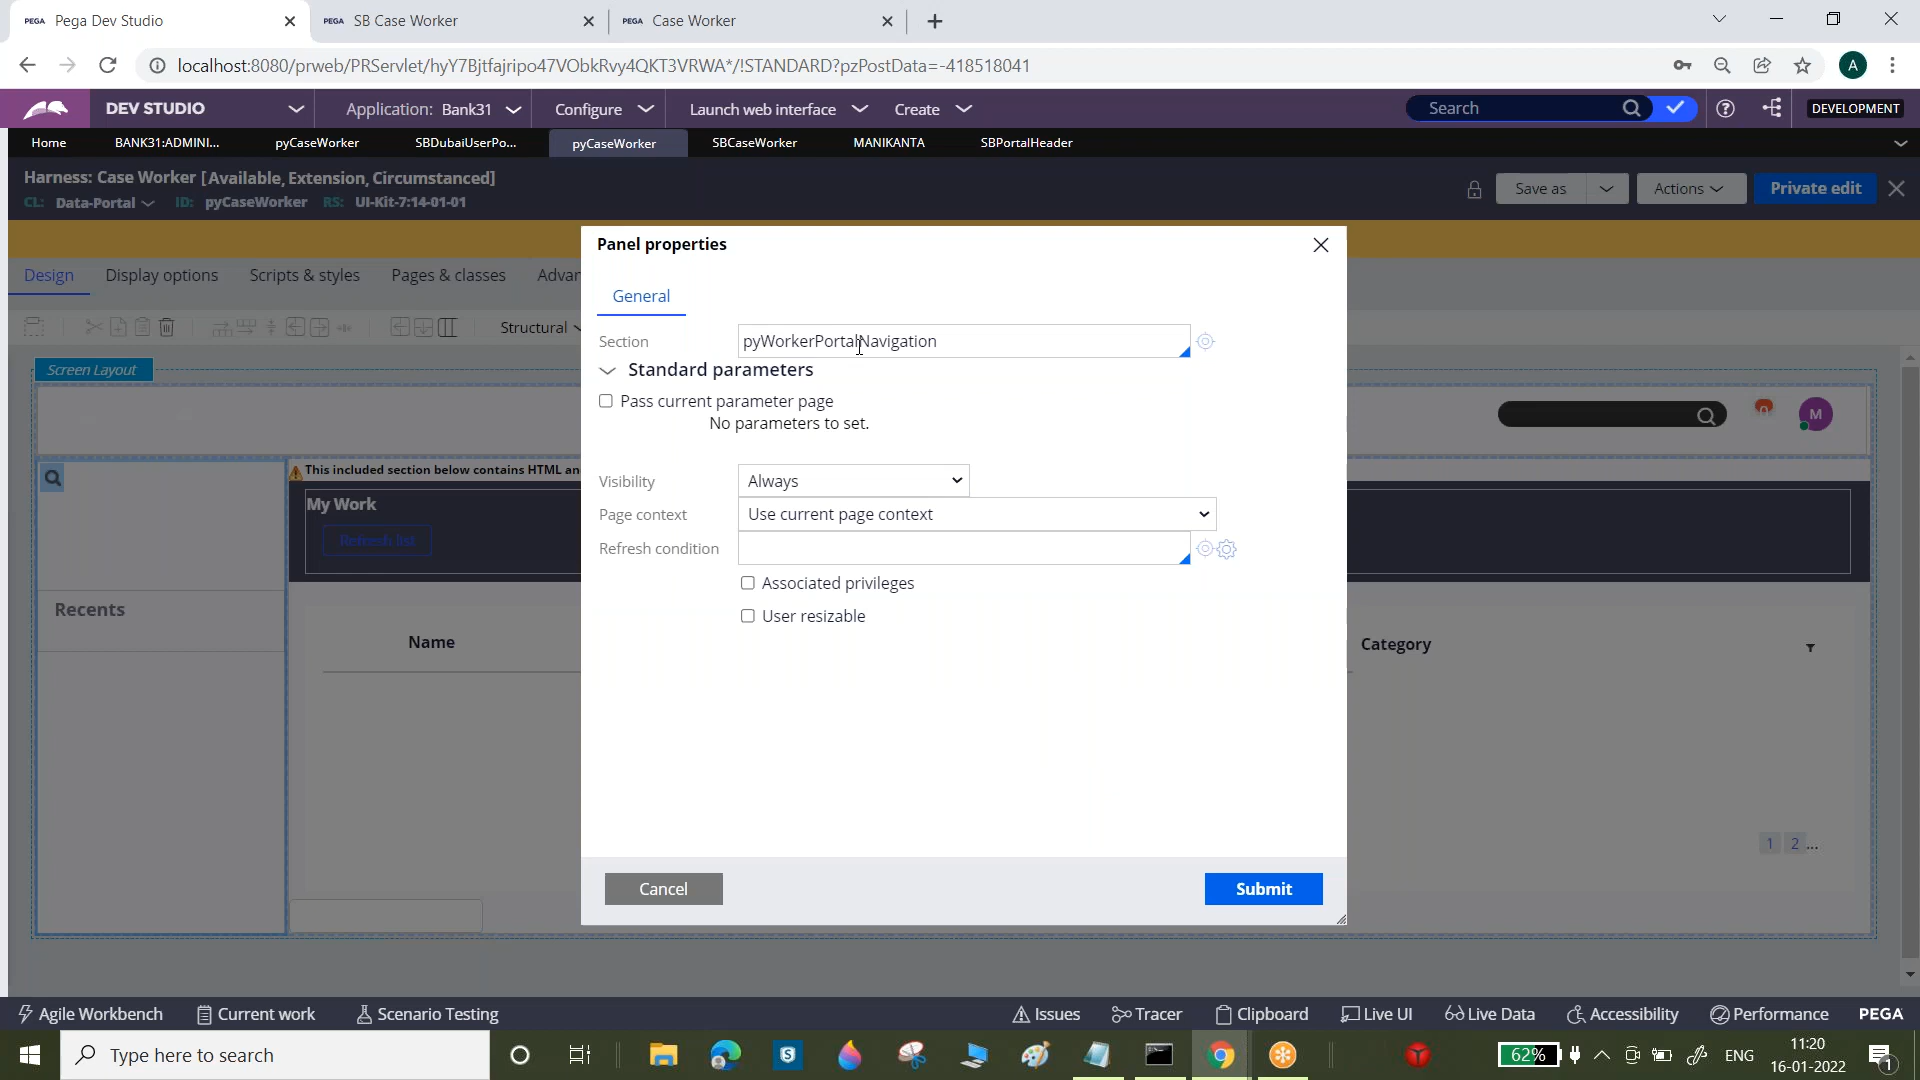 PEGA Pega Dev Studio PEGA SB Case Worker PEGA Case Worker
localhost:8080/prweb/PRServlet/hyY7Bjtfajripo47VObkRvy4QKT3VRWA*/!STANDARD?pzPostData=-418518041 A
DEV STUDIO Application: Bank31 Configure Launch web interface Create Search DEVELOPMENT
Home BANK31:ADMINI... pyCaseWorker SBDubaiUserPo... pyCaseWorker SBCaseWorker MANIKANTA SBPortalHeader
Harness: Case Worker [Available, Extension, Circumstanced]
CL: Data-Portal ID: pyCaseWorker RS: UI-Kit-7:14-01-01
Save as Actions Private edit
Panel properties
Design Display options Scripts & styles Pages & classes Advan
General
Structural
Section pyWorkerPortalNavigation
Screen Layout
Standard parameters
Pass current parameter page
No parameters to set.
0 M
This included section below contains HTML an
Visibility Always
My Work
Page context Use current page context
Refresh list
Refresh condition
Associated privileges
Recents
User resizable
Name
Category
1 2 ...
Cancel Submit
Agile Workbench Current work Scenario Testing Issues Tracer Clipboard Live UI Live Data Accessibility Performance PEGA
Type here to search
S
62% ENG
11:20
16-01-2022
1